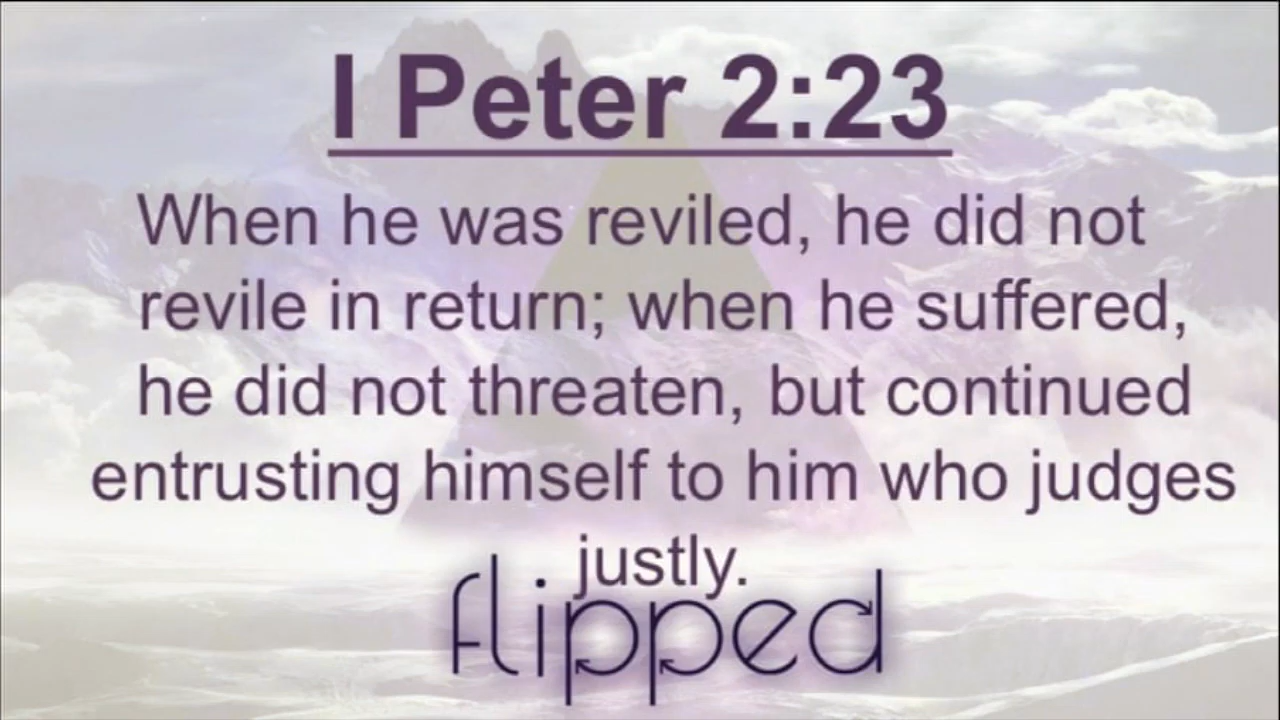 I Peter 2:23
When he was reviled, he did not
revile in return; when he suffered,
he did not threaten, but continued
entrusting himself to him who judges
justly.
flipped